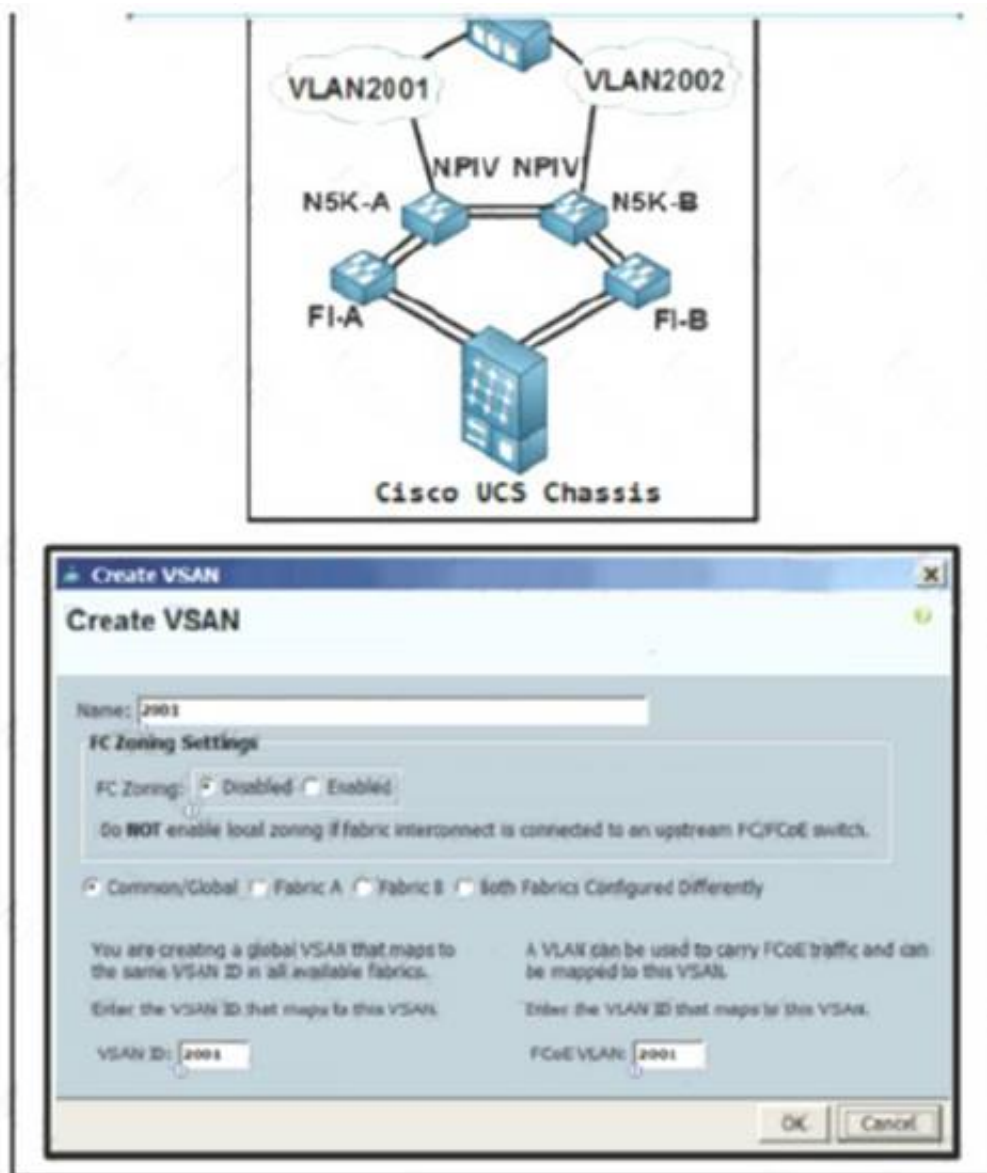 VLAN2001 VLAN2002
NPIV NPIV
N5K-A N5K-B
FI-A FI-B
Cisco UCS Chassis
Create VSAN
Create VSAN
Name: 2001
FC Zoning Settings
FC Zoning: Disabled Enabled
Do NOT enable local zoning if fabric interconnect is connected to an upstream FC/FCoE switch.
Common/Global Fabric A Fabric B Both Fabrics Configured Differently
You are creating a global VSAN that maps to
the same VSAN ID in all available fabrics.
Enter the VSAN ID that maps to this VSAN.
VSAN ID: 2001
A VLAN can be used to carry FCoE traffic and can
be mapped to this VSAN.
Enter the VLAN ID that maps to this VSAN.
FCoE VLAN: 2001
OK Cancel